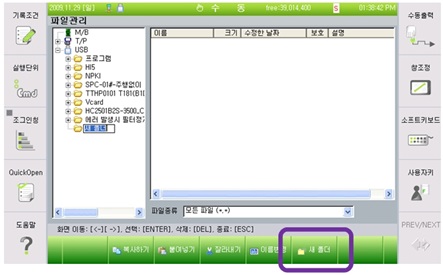 기록조건
2009.11.29 [일]
수
동
free:39,014,400
S
01:38:42 PM
수동출력
파일관리
M/B
T/P
USB
프로그램
HI5
NPKI
SPC-01#-주행없이
TTHP0101 T181(B1(
Vcard
HC2501B2S-3500..C
에러 발생시 필터정기
새 폴더
이름
크기
수정한 날짜
보호
설명
실행단위
Cmd
창조정
조그인칭
소프트키보드
QuickOpen
사용자키
도움말
PREV/NEXT
파일종류
모든 파일 (*.*)
화면 이동: [<-][->], 선택: [ENTER], 삭제: [DEL], 종료: [ESC]
복사하기
붙여넣기
잘라내기
이름변경
새 폴더